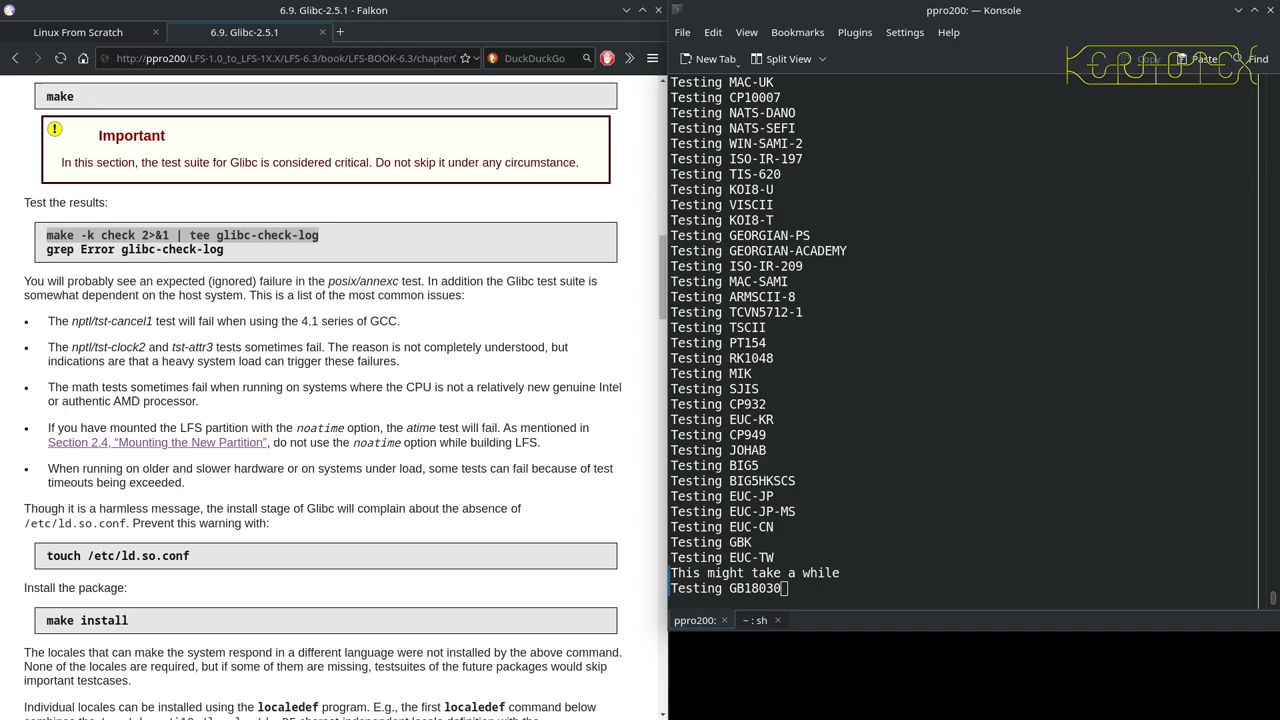 6.9. Glibc-2.5.1 - Falkon
Linux From Scratch
6.9. Glibc-2.5.1
http://ppro200/LFS-1.0_to_LFS-1X.X/LFS-6.3/book/LFS-BOOK-6.3/chapter
DuckDuckGo
make
Important
In this section, the test suite for Glibc is considered critical. Do not skip it under any circumstance.
Test the results:
make -k check 2>&1 | tee glibc-check-log
grep Error glibc-check-log
You will probably see an expected (ignored) failure in the posix/annexc test. In addition the Glibc test suite is
somewhat dependent on the host system. This is a list of the most common issues:
• The nptl/tst-cancel1 test will fail when using the 4.1 series of GCC.
• The nptl/tst-clock2 and tst-attr3 tests sometimes fail. The reason is not completely understood, but
indications are that a heavy system load can trigger these failures.
• The math tests sometimes fail when running on systems where the CPU is not a relatively new genuine Intel
or authentic AMD processor.
• If you have mounted the LFS partition with the noatime option, the atime test will fail. As mentioned in
Section 2.4, “Mounting the New Partition”, do not use the noatime option while building LFS.
• When running on older and slower hardware or on systems under load, some tests can fail because of test
timeouts being exceeded.
Though it is a harmless message, the install stage of Glibc will complain about the absence of
/etc/ld.so.conf. Prevent this warning with:
touch /etc/ld.so.conf
Install the package:
make install
The locales that can make the system respond in a different language were not installed by the above command.
None of the locales are required, but if some of them are missing, testsuites of the future packages would skip
important testcases.
Individual locales can be installed using the localedef program. E.g., the first localedef command below
ppro200: — Konsole
File Edit View Bookmarks Plugins Settings Help
New Tab Split View Copy Paste Find
Testing MAC-UK
Testing CP10007
Testing NATS-DANO
Testing NATS-SEFI
Testing WIN-SAMI-2
Testing ISO-IR-197
Testing TIS-620
Testing KOI8-U
Testing VISCII
Testing KOI8-T
Testing GEORGIAN-PS
Testing GEORGIAN-ACADEMY
Testing ISO-IR-209
Testing MAC-SAMI
Testing ARMSCII-8
Testing TCVN5712-1
Testing TSCII
Testing PT154
Testing RK1048
Testing MIK
Testing SJIS
Testing CP932
Testing EUC-KR
Testing CP949
Testing JOHAB
Testing BIG5
Testing BIG5HKSCS
Testing EUC-JP
Testing EUC-JP-MS
Testing EUC-CN
Testing GBK
Testing EUC-TW
This might take a while
Testing GB18030
ppro200:
~ : sh